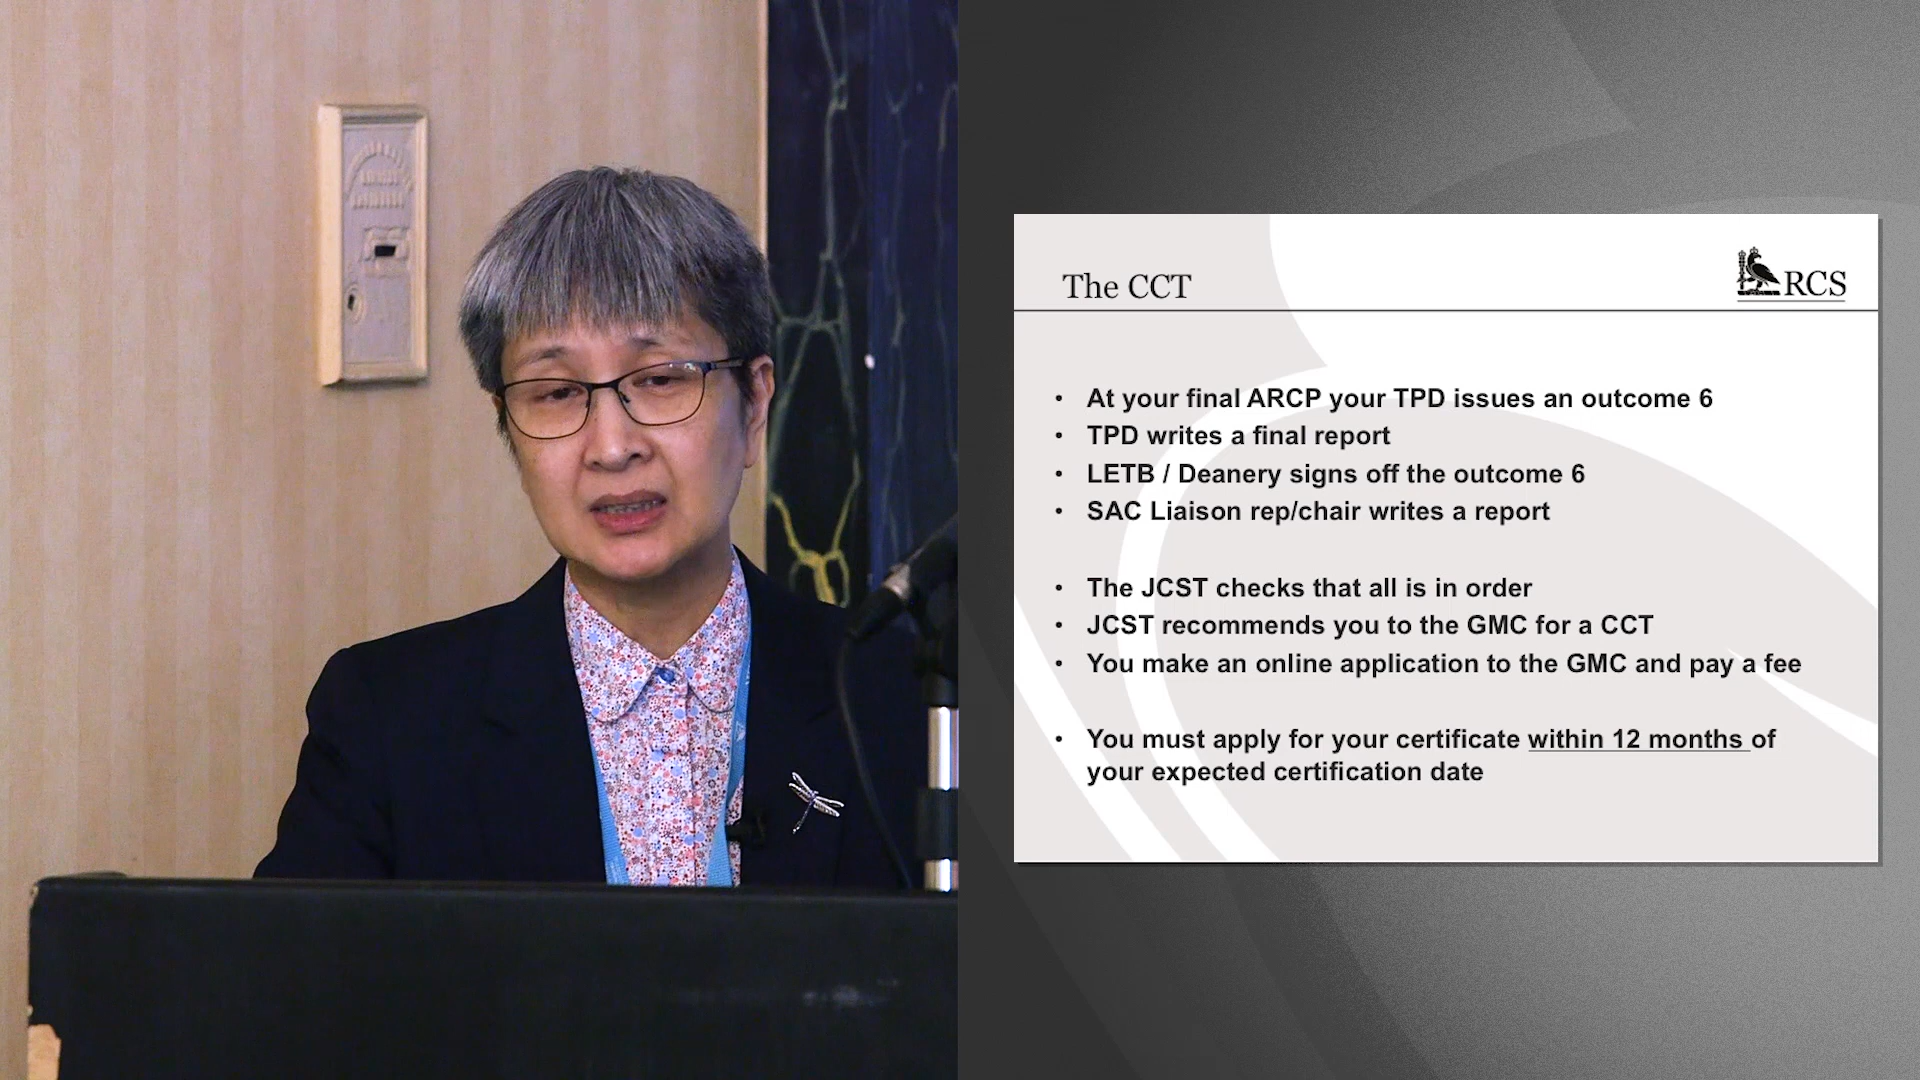 The CCT
RCS
• At your final ARCP your TPD issues an outcome 6
• TPD writes a final report
• LETB / Deanery signs off the outcome 6
• SAC Liaison rep/chair writes a report
• The JCST checks that all is in order
• JCST recommends you to the GMC for a CCT
• You make an online application to the GMC and pay a fee
• You must apply for your certificate within 12 months of
your expected certification date